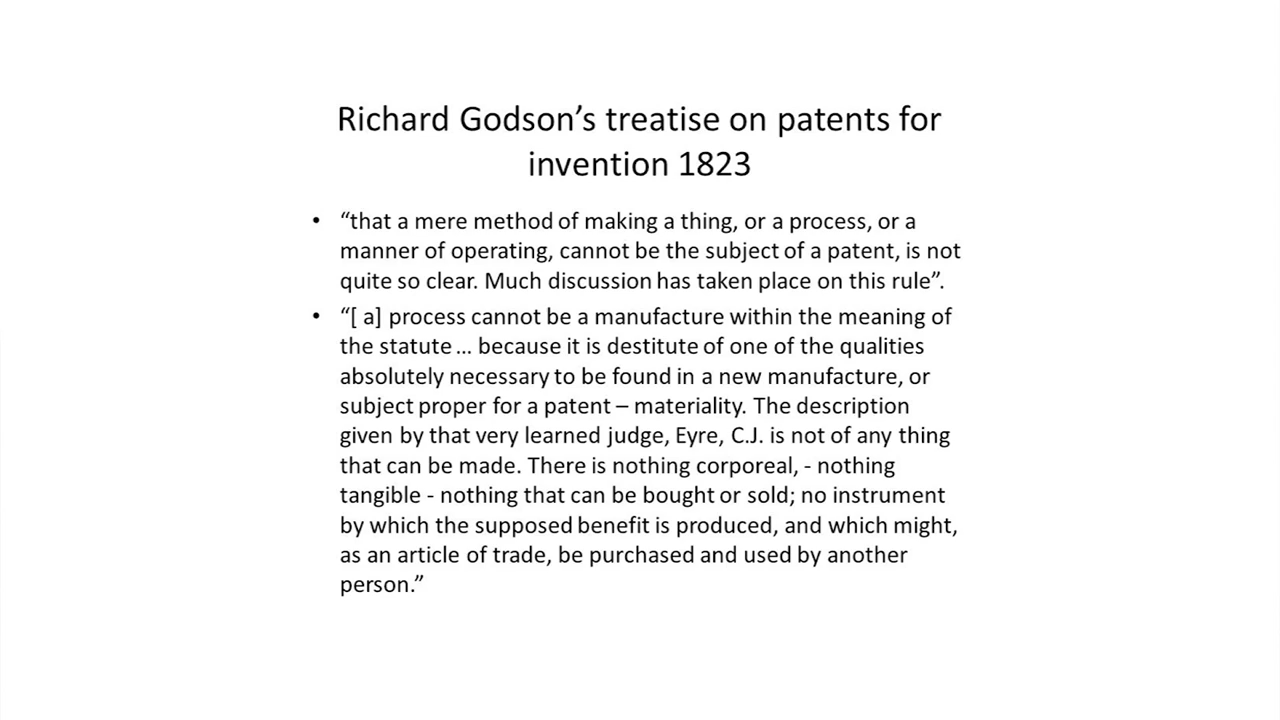 Richard Godson’s treatise on patents for
invention 1823
• “that a mere method of making a thing, or a process, or a
manner of operating, cannot be the subject of a patent, is not
quite so clear. Much discussion has taken place on this rule”.
• “[ a] process cannot be a manufacture within the meaning of
the statute … because it is destitute of one of the qualities
absolutely necessary to be found in a new manufacture, or
subject proper for a patent – materiality. The description
given by that very learned judge, Eyre, C.J. is not of any thing
that can be made. There is nothing corporeal, - nothing
tangible - nothing that can be bought or sold; no instrument
by which the supposed benefit is produced, and which might,
as an article of trade, be purchased and used by another
person.”